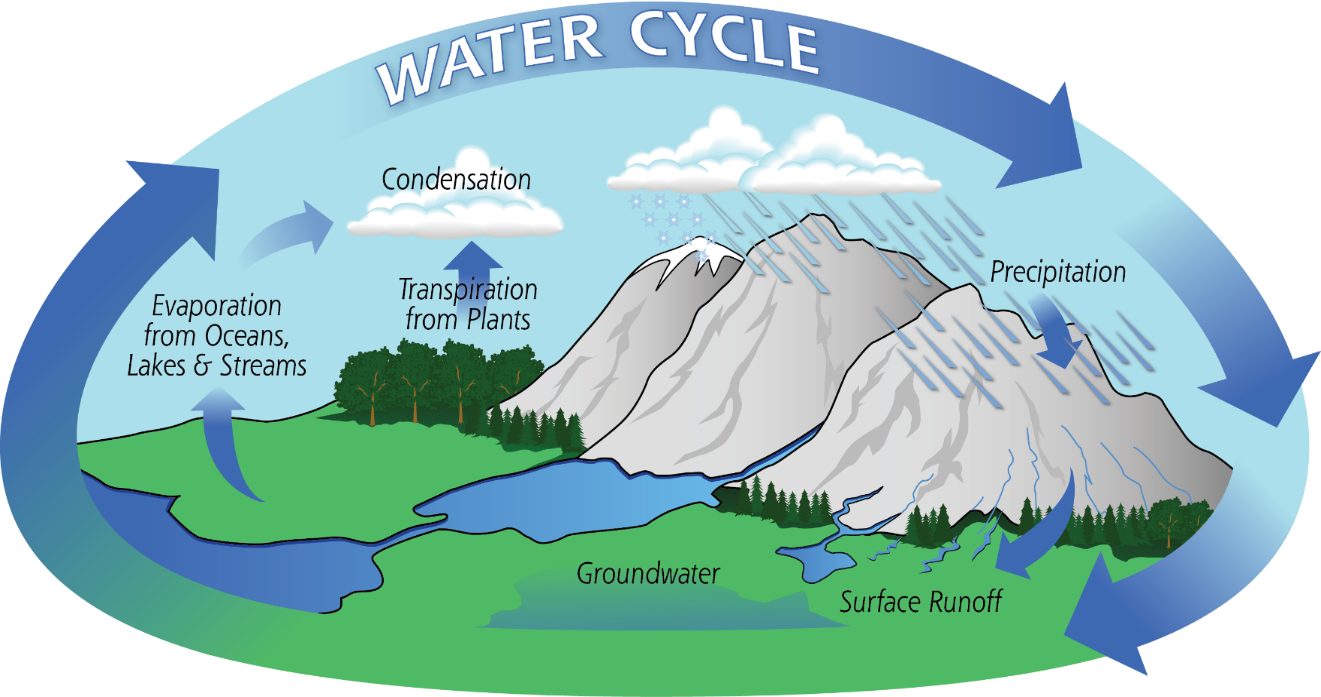 WATER CYCLE
Condensation
Precipitation
Evaporation
from Oceans,
Lakes & Streams
Transpiration
from Plants
Groundwater
Surface Runoff